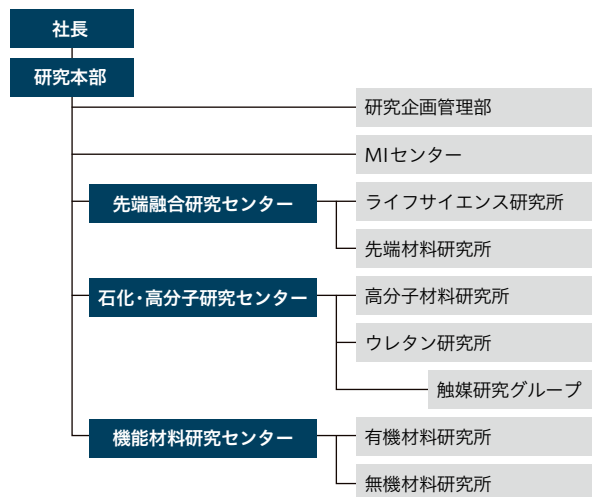 社長
研究本部
研究企画管理部
MIセンター
先端融合研究センター
ライフサイエンス研究所
先端材料研究所
石化・高分子研究センター
高分子材料研究所
ウレタン研究所
触媒研究グループ
機能材料研究センター
有機材料研究所
無機材料研究所